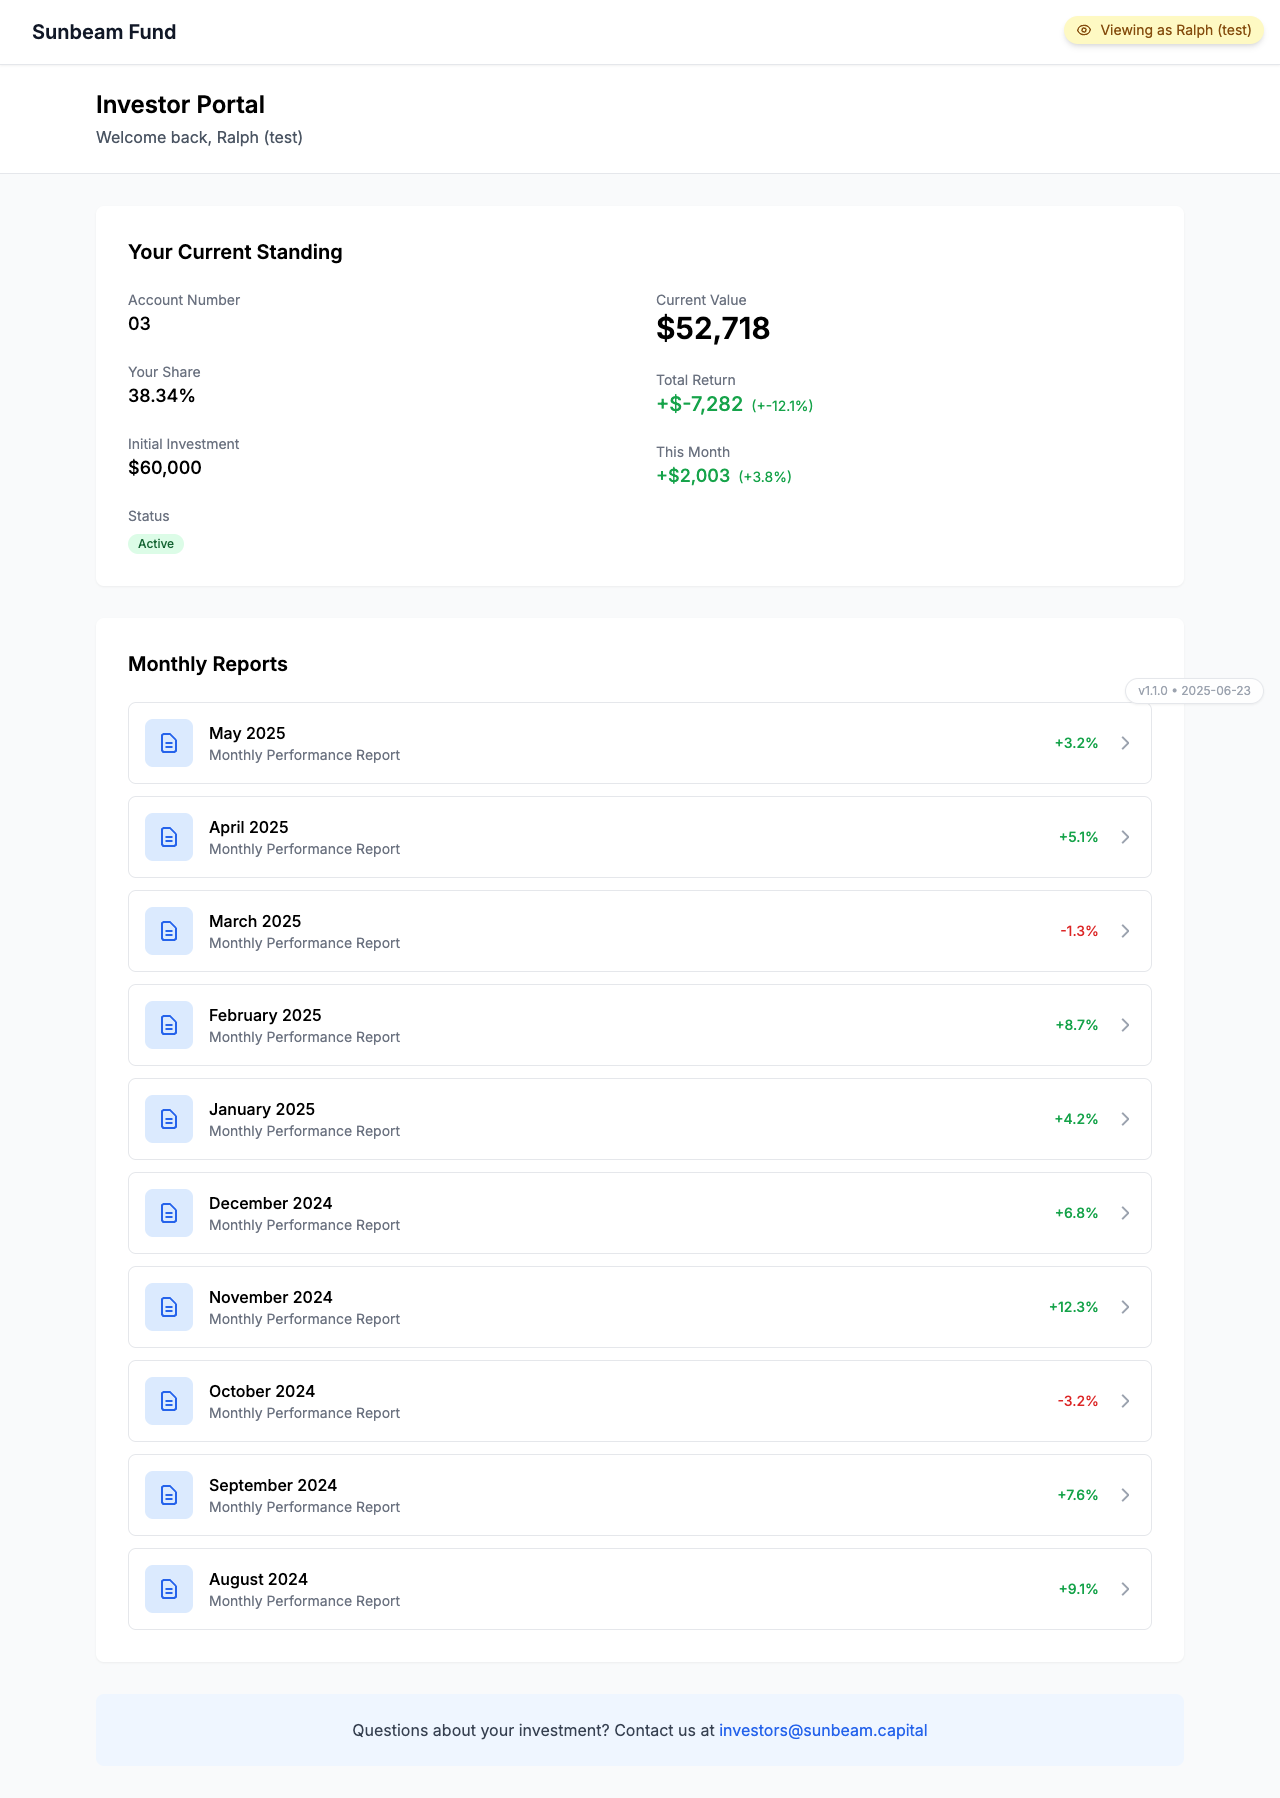 Sunbeam Fund
Viewing as Ralph (test)
Investor Portal
Welcome back, Ralph (test)
Your Current Standing
Account Number
03
Your Share
38.34%
Initial Investment
$60,000
Status
Active
Current Value
$52,718
Total Return
+$-7,282 (+-12.1%)
This Month
+$2,003 (+3.8%)
Monthly Reports
v1.1.0 • 2025-06-23
May 2025
Monthly Performance Report
+3.2%
April 2025
Monthly Performance Report
+5.1%
March 2025
Monthly Performance Report
-1.3%
February 2025
Monthly Performance Report
+8.7%
January 2025
Monthly Performance Report
+4.2%
December 2024
Monthly Performance Report
+6.8%
November 2024
Monthly Performance Report
+12.3%
October 2024
Monthly Performance Report
-3.2%
September 2024
Monthly Performance Report
+7.6%
August 2024
Monthly Performance Report
+9.1%
Questions about your investment? Contact us at investors@sunbeam.capital